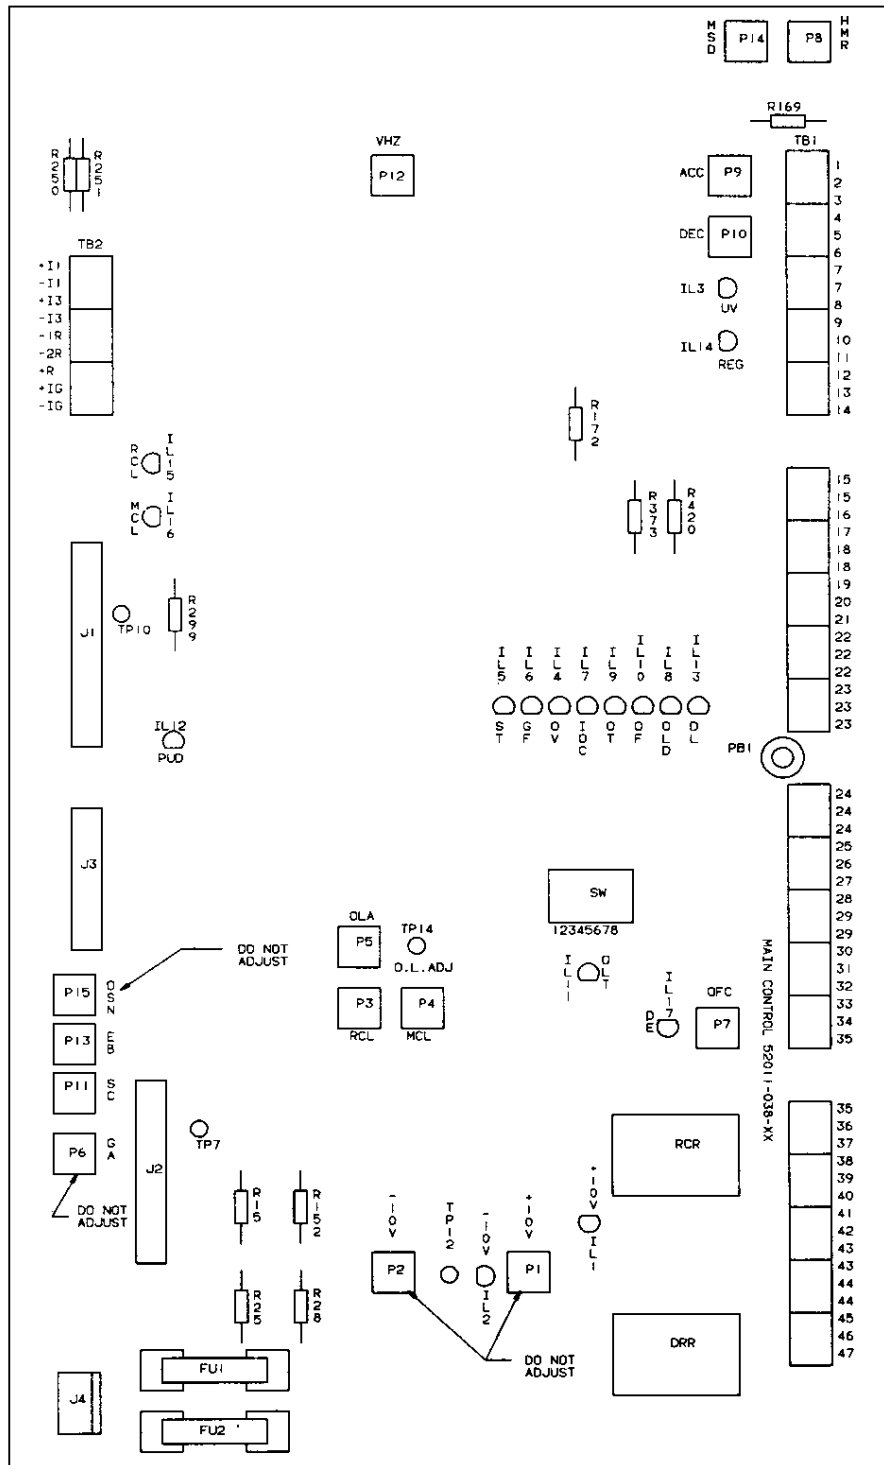 MSD
P14
P8
HMR
R169
VHZ
P12
R250
R251
TB1
ACC
P9
DEC
P10
IL3
UV
IL14
REG
1
2
3
4
5
6
7
7
8
9
10
11
12
13
14
TB2
+I1
-I1
+I3
-I3
-1R
-2R
+R
+IG
-IG
R172
RCL
IL15
MCL
IL16
R373
R420
15
15
16
17
18
18
19
20
21
22
22
22
23
23
23
J1
TP10
R299
IL5
IL6
IL4
IL7
IL9
IL10
IL8
IL13
ST
GF
OV
IOC
OT
OF
OLD
DL
IL12
PUD
PB1
J3
SW
12345678
24
24
24
25
26
27
28
29
29
30
31
32
33
34
35
OLA
P5
TP14
O.L.ADJ
DO NOT
ADJUST
P15
OSN
P13
EB
P11
SC
P3
RCL
P4
MCL
IL11
OLT
IL17
DE
OFC
P7
MAIN CONTROL 52011-038-XX
P6
GA
DO NOT
ADJUST
J2
TP7
RCR
35
36
37
38
39
40
41
42
43
43
44
44
45
46
47
R15
R152
R25
R28
-10V
P2
TP12
-10V
IL2
+10V
P1
+10V
IL1
DO NOT
ADJUST
DRR
FU1
J4
FU2